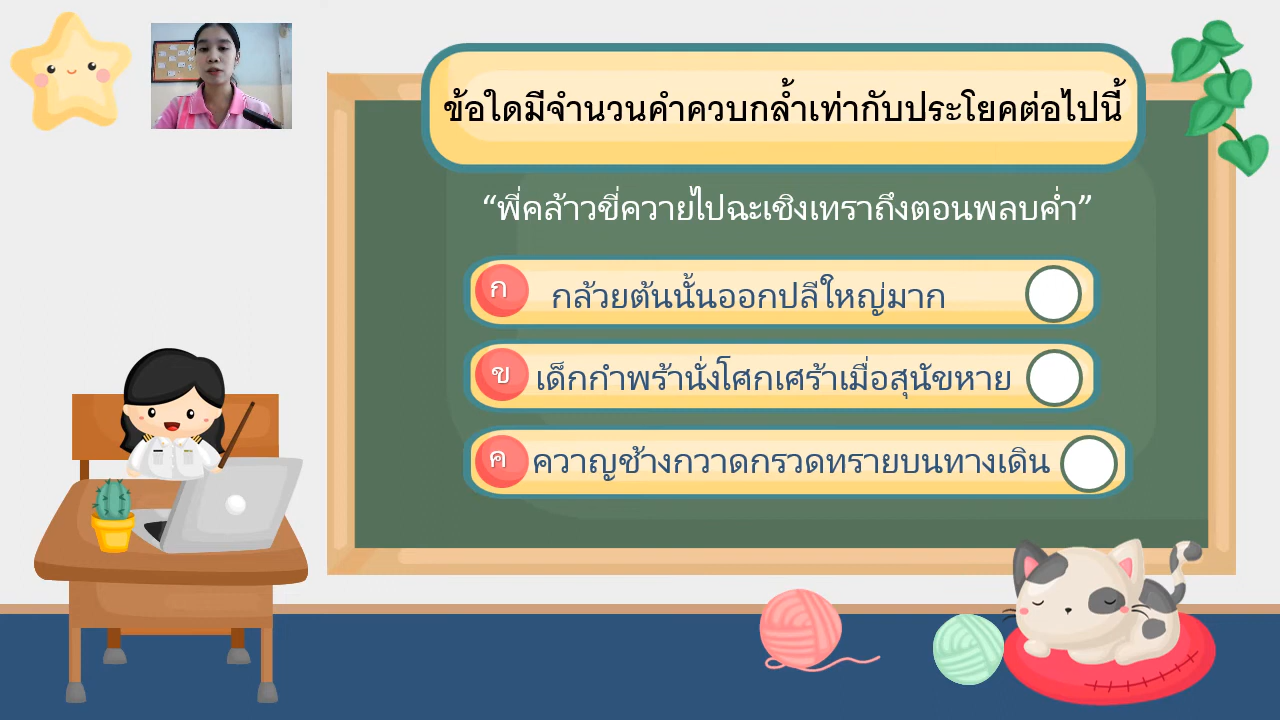 ข้อใดมีจำนวนคำควบกล้ำเท่ากับประโยคต่อไปนี้
“พี่คล้าวขี่ควายไปฉะเชิงเทราถึงตอนพลบค่ำ”
ก กล้วยต้นนั้นออกปลีใหญ่มาก
ข เด็กกำพร้านั่งโศกเศร้าเมื่อสุนัขหาย
ค ควาญช้างกวาดกรวดทรายบนทางเดิน